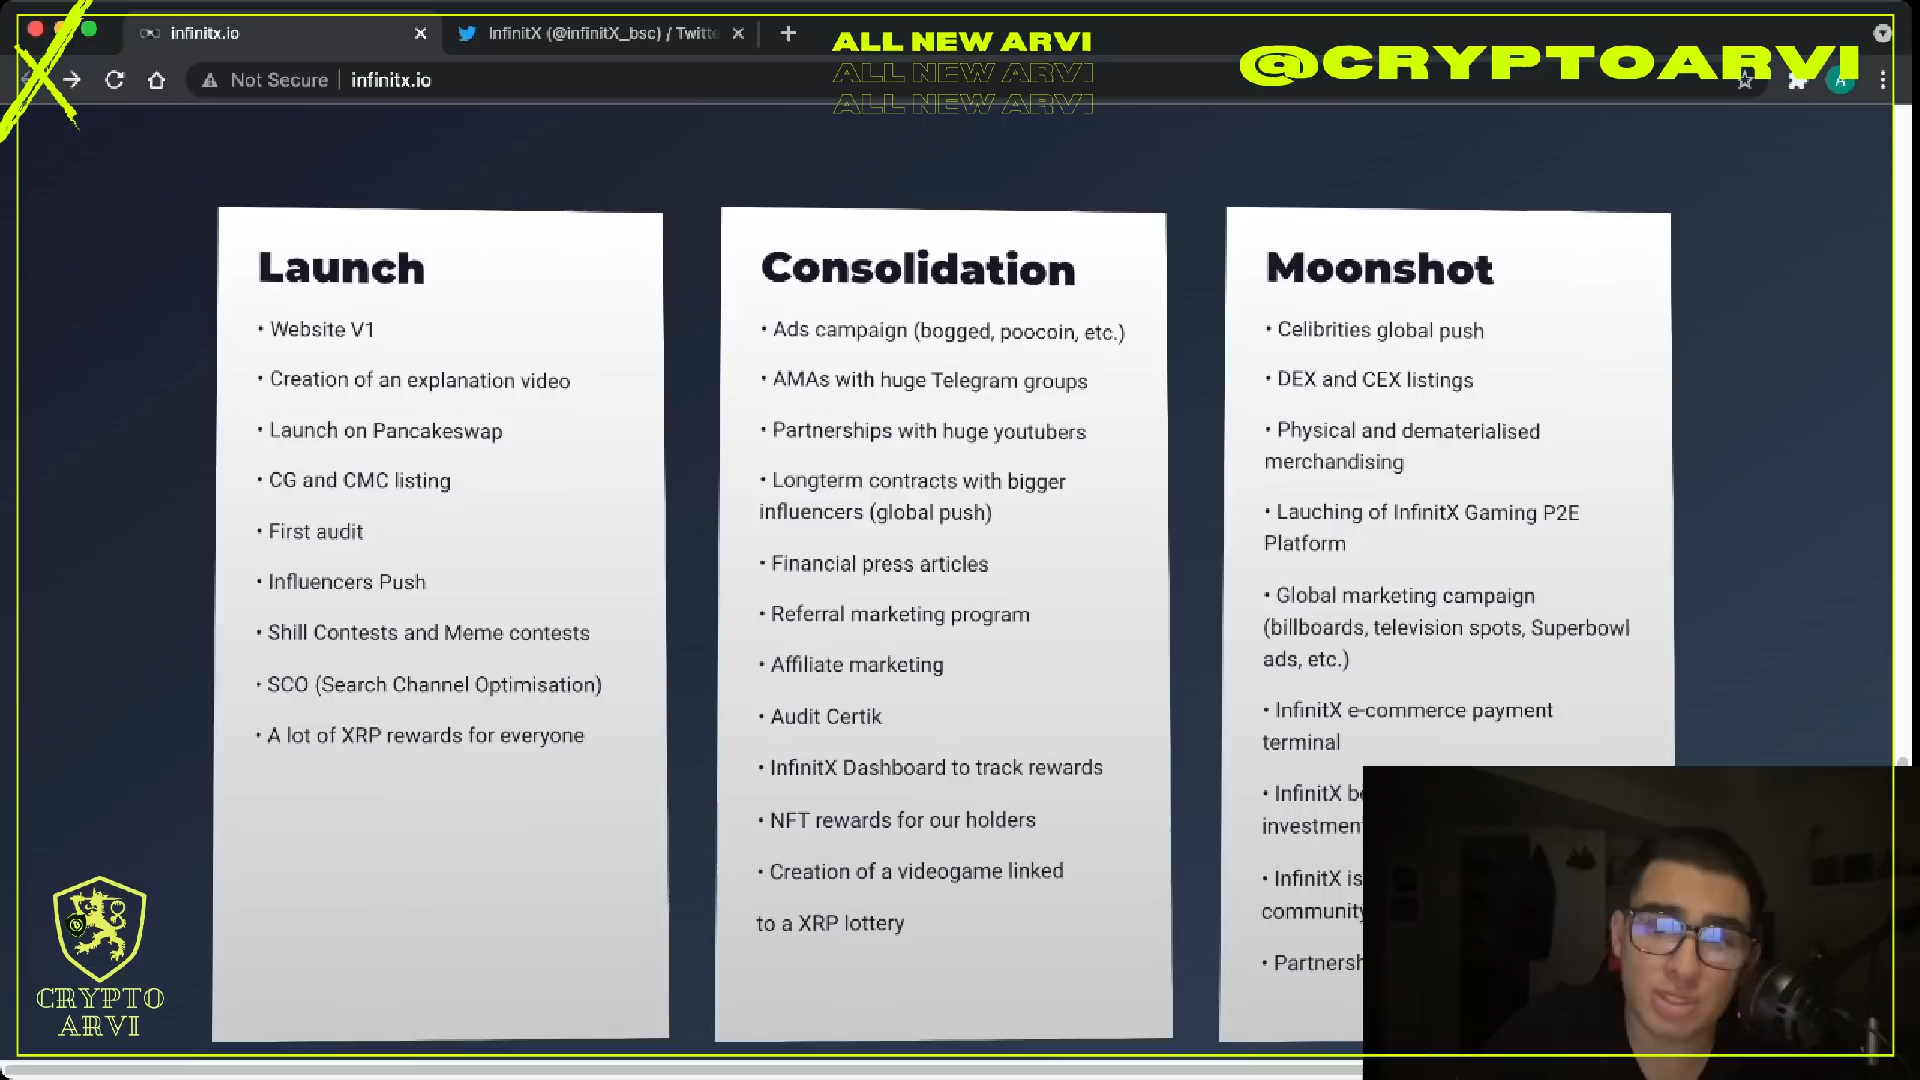 infinitx.io
InfinitX (@infinitX_bsc) / Twitte
ALL NEW ARVI
ALL NEW ARVI
ALL NEW ARVI
@CRYPTOARVI
Not Secure
infinitx.io
A
Launch
• Website V1
• Creation of an explanation video
• Launch on Pancakeswap
• CG and CMC listing
• First audit
• Influencers Push
• Shill Contests and Meme contests
• SCO (Search Channel Optimisation)
• A lot of XRP rewards for everyone
Consolidation
• Ads campaign (bogged, poocoin, etc.)
• AMAs with huge Telegram groups
• Partnerships with huge youtubers
• Longterm contracts with bigger
influencers (global push)
• Financial press articles
• Referral marketing program
• Affiliate marketing
• Audit Certik
• InfinitX Dashboard to track rewards
• NFT rewards for our holders
• Creation of a videogame linked
to a XRP lottery
Moonshot
• Celibrities global push
• DEX and CEX listings
• Physical and dematerialised
merchandising
• Lauching of InfinitX Gaming P2E
Platform
• Global marketing campaign
(billboards, television spots, Superbowl
ads, etc.)
• InfinitX e-commerce payment
terminal
• InfinitX be
investment
• InfinitX is
community
• Partnersh
CRYPTO
ARVI